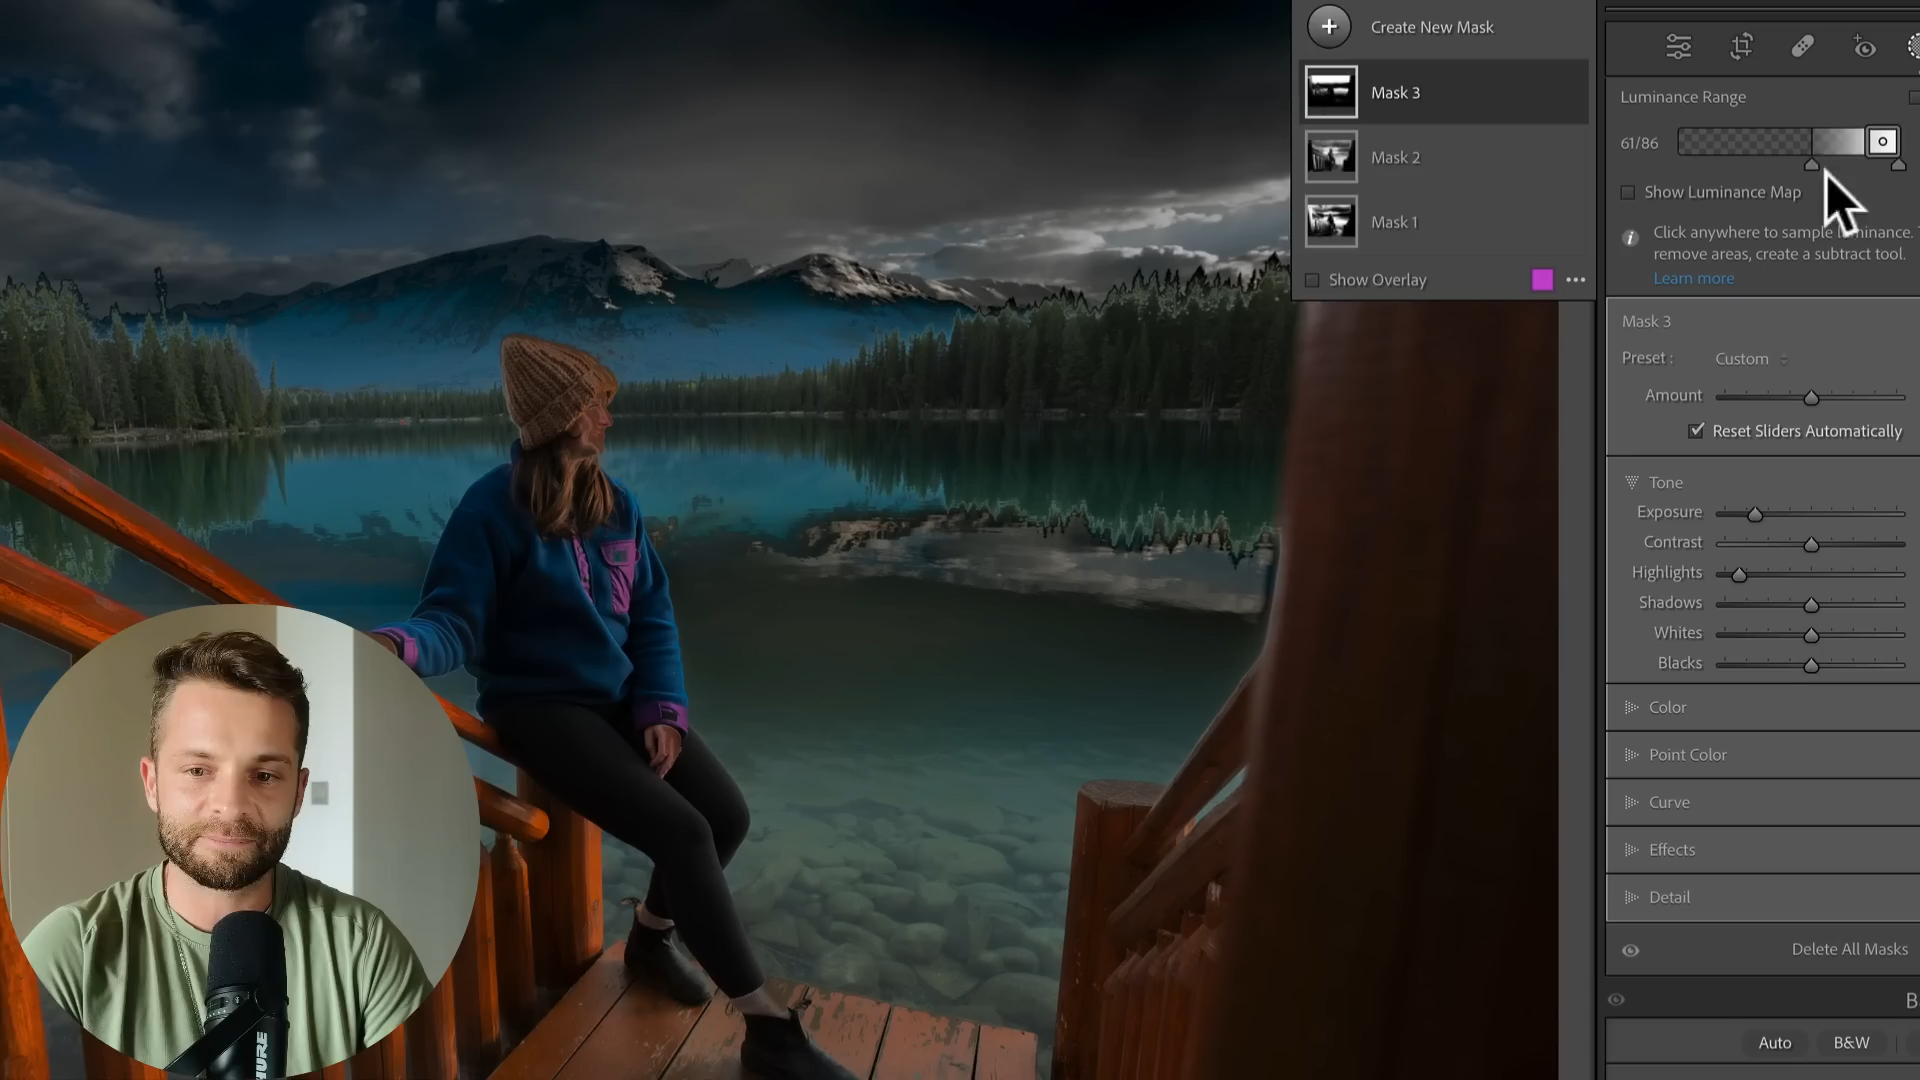 Create New Mask
Mask 3
Mask 2
Mask 1
Show Overlay
Luminance Range
61/86
Show Luminance Map
Click anywhere to sample luminance.
remove areas, create a subtract tool.
Learn more
Mask 3
Preset : Custom
Amount
Reset Sliders Automatically
Tone
Exposure
Contrast
Highlights
Shadows
Whites
Blacks
Color
Point Color
Curve
Effects
Detail
Delete All Masks
Auto B&W